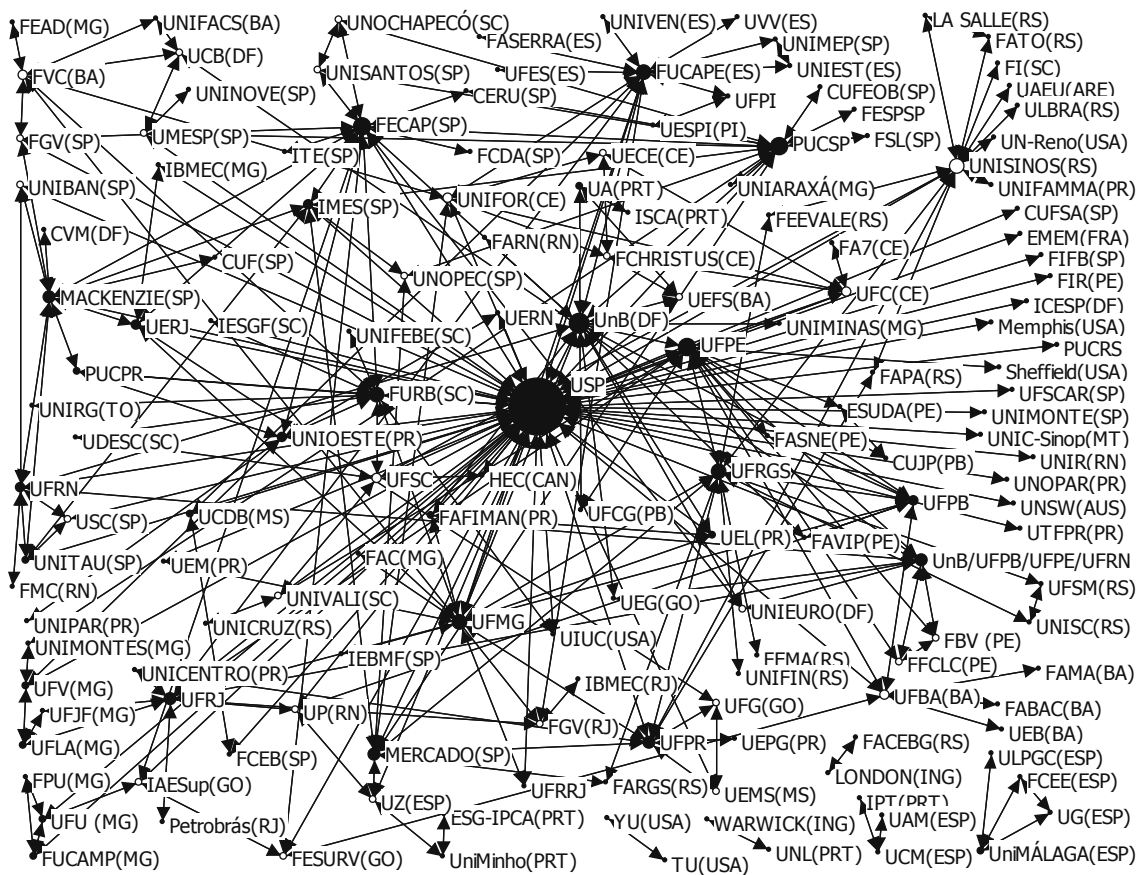 FEAD(MG)
UNIFACS(BA)
UNOCHAPECÓ(SC)
UNIVEN(ES)
UVV(ES)
LA SALLE(RS)
FASERRA(ES)
UNIMEP(SP)
FATO(RS)
UCB(DF)
FVC(BA)
UNISANTOS(SP)
UFES(ES)
FUCAPE(ES)
UNIEST(ES)
FI(SC)
UNINOVE(SP)
CERU(SP)
UFPI
CUFEOB(SP)
UAEU(ARE)
FESPSP
ULBRA(RS)
FGV(SP)
UMESP(SP)
FECAP(SP)
UESPI(PI)
PUCSP
FSL(SP)
UN-Reno(USA)
ITE(SP)
FCDA(SP)
UECE(CE)
UNISINOS(RS)
IBMEC(MG)
UNIBAN(SP)
UNIFOR(CE)
UA(PRT)
UNIARAXÁ(MG)
UNIFAMMA(PR)
IMES(SP)
ISCA(PRT)
FEEVALE(RS)
CUFSA(SP)
CVM(DF)
FARN(RN)
FA7(CE)
EMEM(FRA)
CUF(SP)
UNOPEC(SP)
FCHRISTUS(CE)
FIFB(SP)
FIR(PE)
MACKENZIE(SP)
UEFS(BA)
UFC(CE)
ICESP(DF)
UERJ
IESGF(SC)
UNIFEBE(SC)
UERN
UnB(DF)
UNIMINAS(MG)
Memphis(USA)
UFPE
PUCRS
PUCPR
FURB(SC)
USP
FAPA(RS)
Sheffield(USA)
UFSCAR(SP)
UNIRG(TO)
ESUDA(PE)
UNIMONTE(SP)
UDESC(SC)
UNIOESTE(PR)
FASNE(PE)
UNIC-Sinop(MT)
UFRN
UFSC
HEC(CAN)
UFRGS
CUJP(PB)
UNIR(RN)
UNOPAR(PR)
USC(SP)
UCDB(MS)
FAFIMAN(PR)
UFCG(PB)
UFPB
UNSW(AUS)
UEL(PR)
FAVIP(PE)
UTFPR(PR)
UNITAU(SP)
UEM(PR)
FAC(MG)
UnB/UFPB/UFPE/UFRN
FMC(RN)
UNIVALI(SC)
UEG(GO)
UNIEURO(DF)
UFSM(RS)
UNIPAR(PR)
UNICRUZ(RS)
UFMG
UIUC(USA)
UNISC(RS)
UNIMONTES(MG)
IEBMF(SP)
FEMA(RS)
FBV (PE)
UNICENTRO(PR)
UNIFIN(RS)
FFCLC(PE)
FAMA(BA)
UFV(MG)
UFRJ
IBMEC(RJ)
UFBA(BA)
UFJF(MG)
UP(RN)
FGV(RJ)
UFG(GO)
FABAC(BA)
UFLA(MG)
FCEB(SP)
MERCADO(SP)
UFPR
UEPG(PR)
FACEBG(RS)
UEB(BA)
ULPGC(ESP)
FPU(MG)
IAESup(GO)
UFRRJ
FARGS(RS)
UEMS(MS)
LONDON(ING)
FCEE(ESP)
UZ(ESP)
IPT(PRT)
UFU (MG)
Petrobrás(RJ)
ESG-IPCA(PRT)
YU(USA)
WARWICK(ING)
UAM(ESP)
UG(ESP)
FUCAMP(MG)
FESURV(GO)
UniMinho(PRT)
TU(USA)
UNL(PRT)
UCM(ESP)
UniMÁLAGA(ESP)